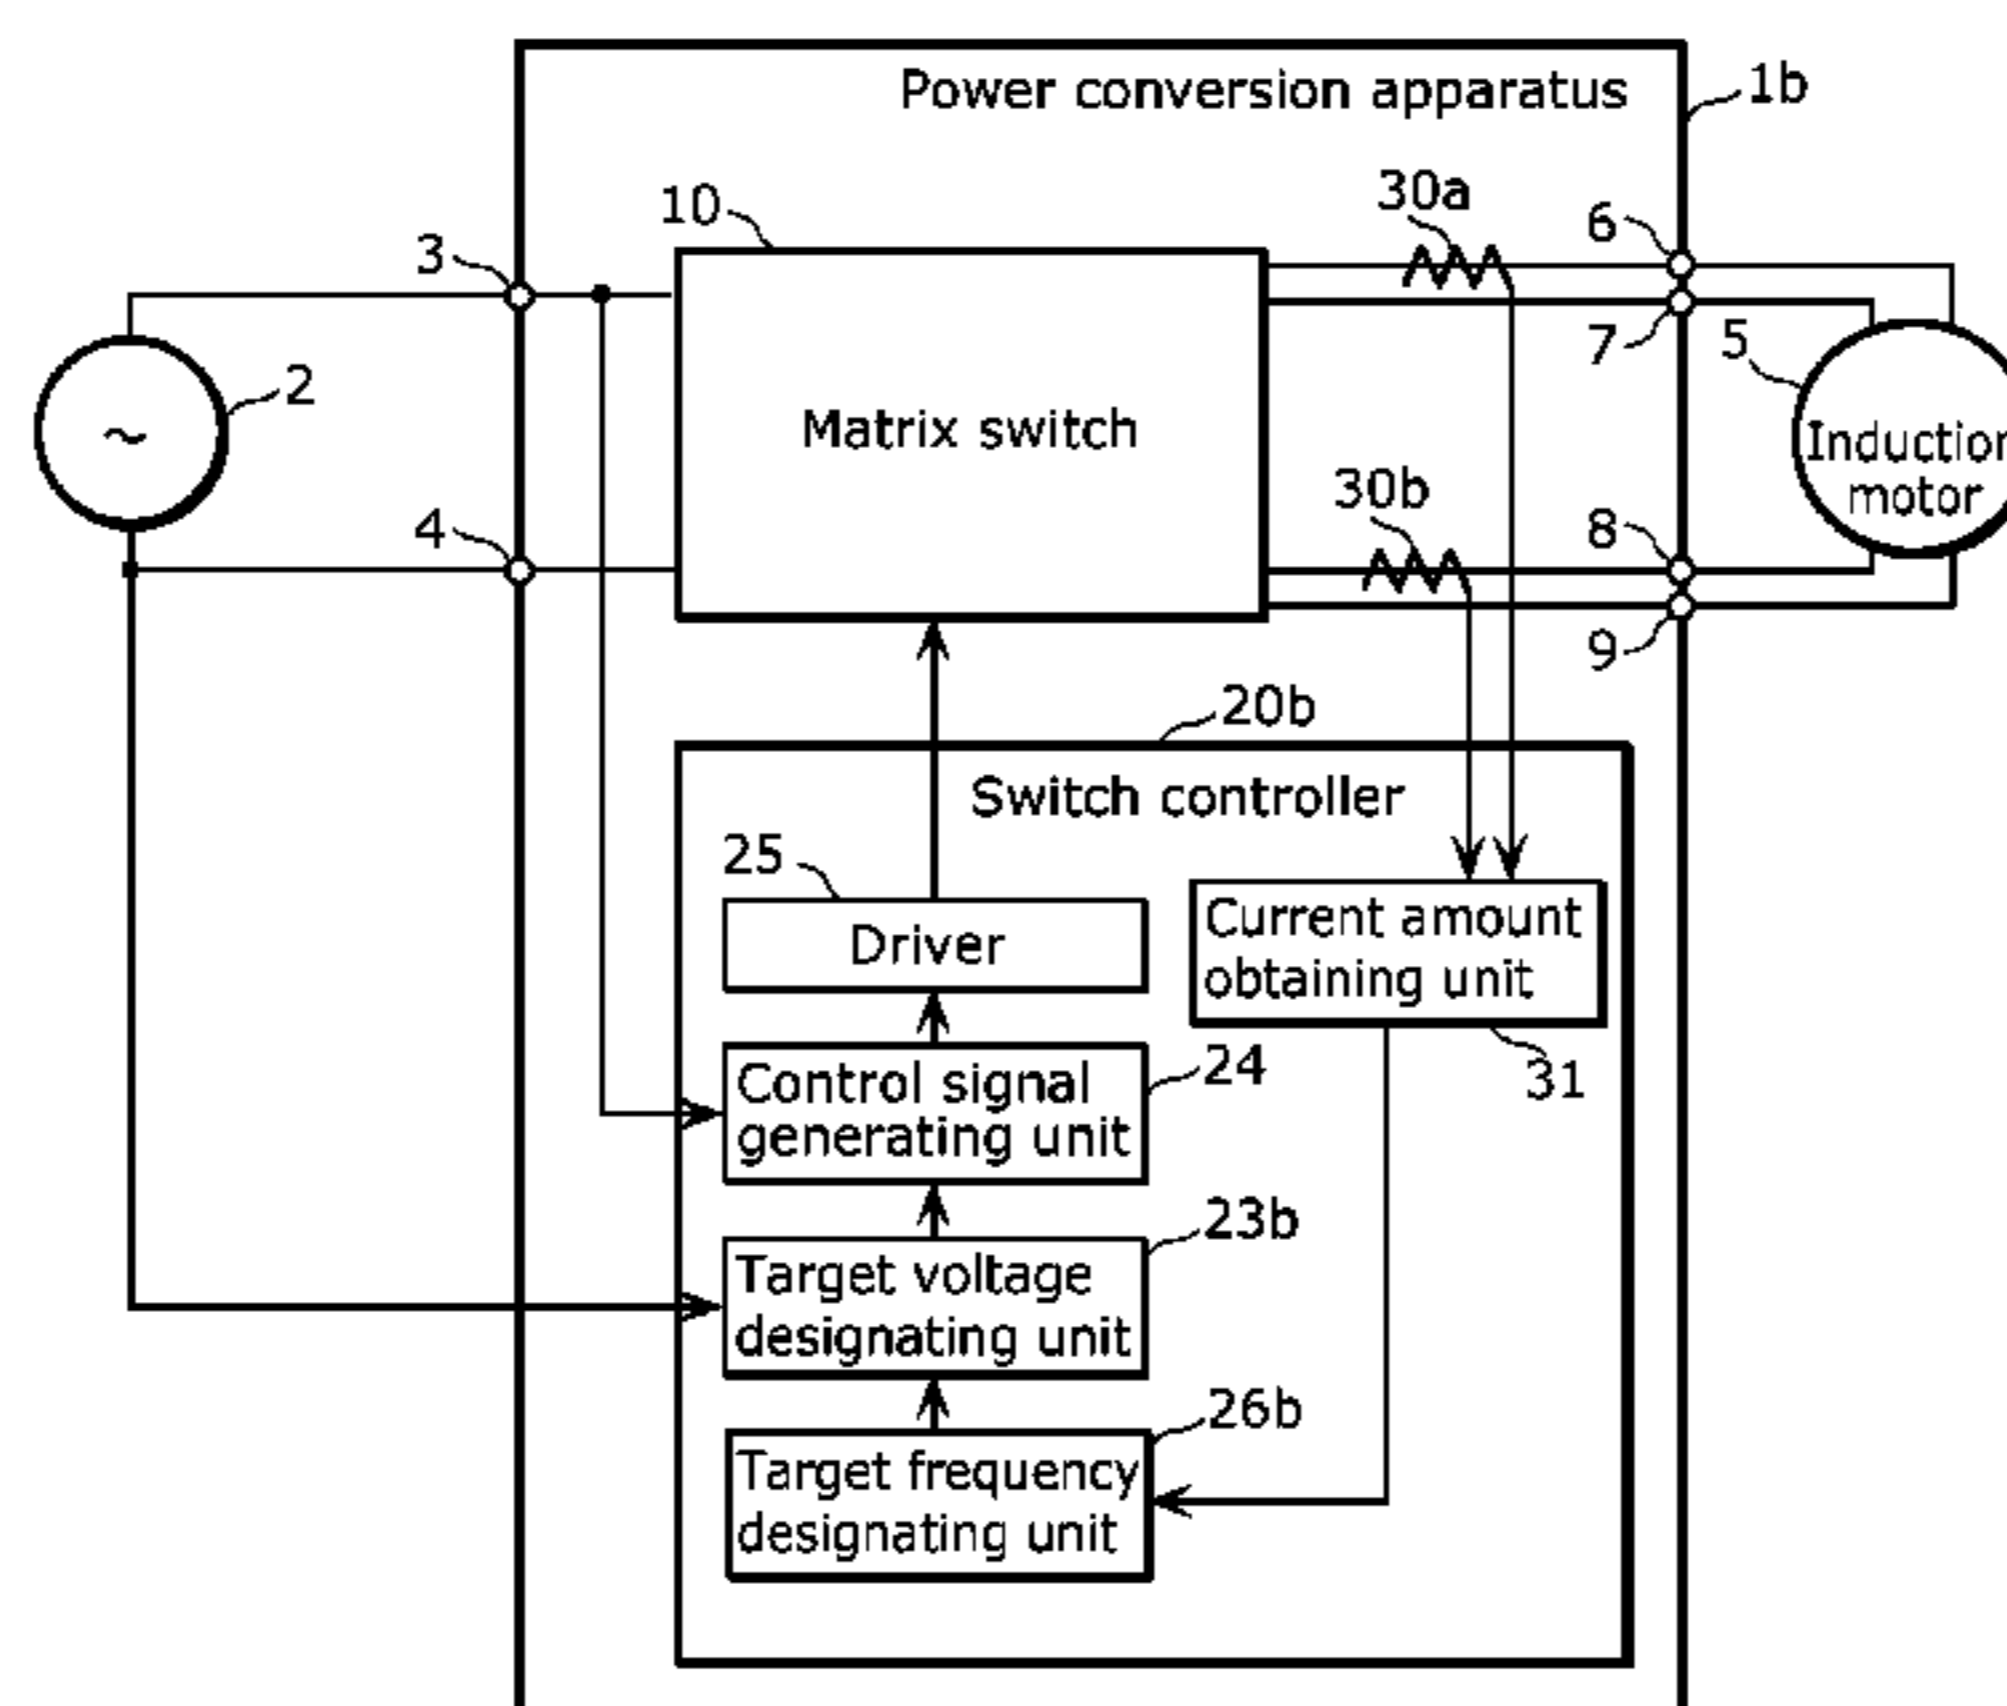 Power conversion apparatus
1b
30a
10
6
3
7
5
2
Matrix switch
Induction
motor
30b
4
8
9
20b
Switch controller
25
Driver
Current amount
obtaining unit
Control signal
generating unit
24
31
23b
Target voltage
designating unit
26b
Target frequency
designating unit
~